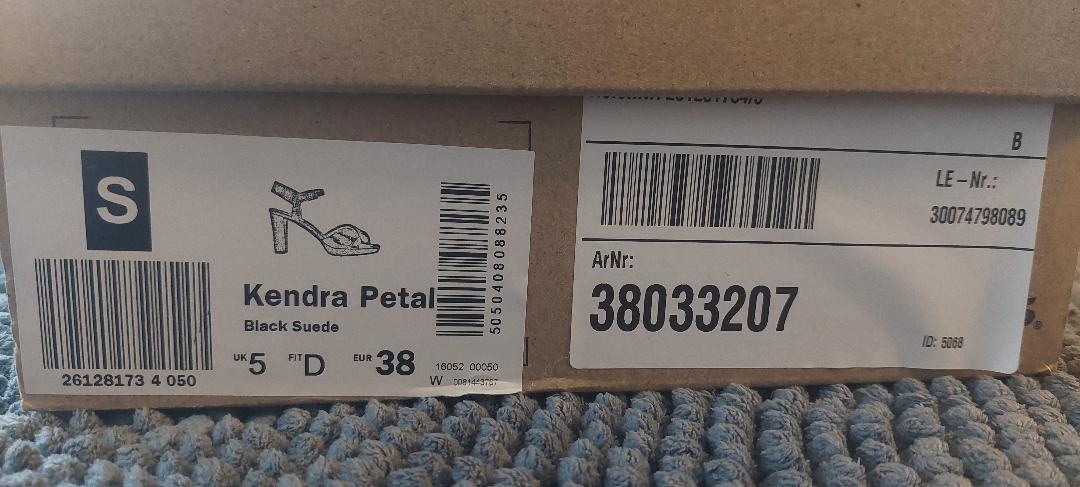 S
26128173 4 050
Kendra Petal
Black Suede
UK 5 FIT D EUR 38
5050408088235
16052 00050
W
B
LE-Nr.:
30074798089
ArNr:
38033207
ID: 5068